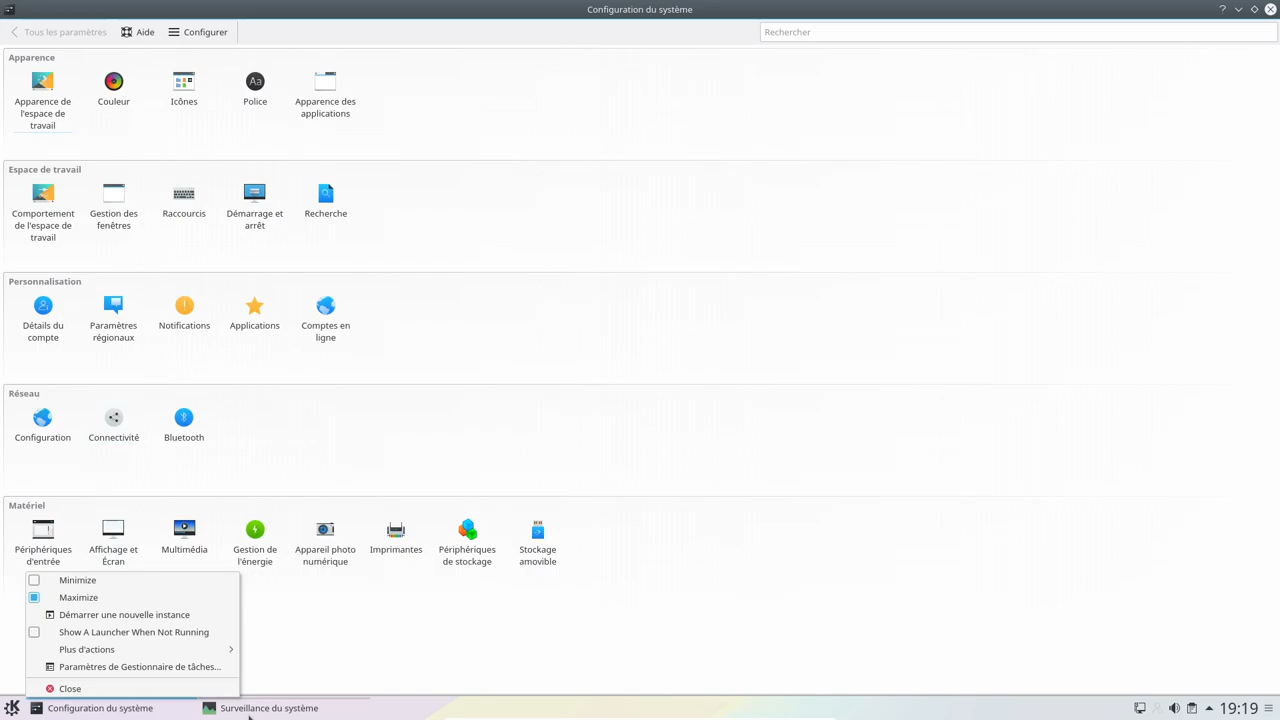 Configuration du système
Tous les paramètres
Aide
Configurer
Rechercher
Apparence
Apparence de
l'espace de
travail
Couleur
Icônes
Aa
Police
Apparence des
applications
Espace de travail
Comportement
de l'espace de
travail
Gestion des
fenêtres
Raccourcis
Démarrage et
arrêt
Recherche
Personnalisation
Détails du
compte
Paramètres
régionaux
Notifications
Applications
Comptes en
ligne
Réseau
Configuration
Connectivité
Bluetooth
Matériel
Périphériques
d'entrée
Affichage et
Écran
Multimédia
Gestion de
l'énergie
Appareil photo
numérique
Imprimantes
Périphériques
de stockage
Stockage
amovible
Minimize
Maximize
Démarrer une nouvelle instance
Show A Launcher When Not Running
Plus d'actions
Paramètres de Gestionnaire de tâches...
Close
Configuration du système
Surveillance du système
19:19